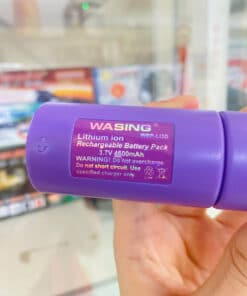 WASING
Lithium ion
Rechargeable Battery Pack
3.7V 4500mAh
WARNING! Do not overcharge.
Do not short circuit. Use
specified charger only